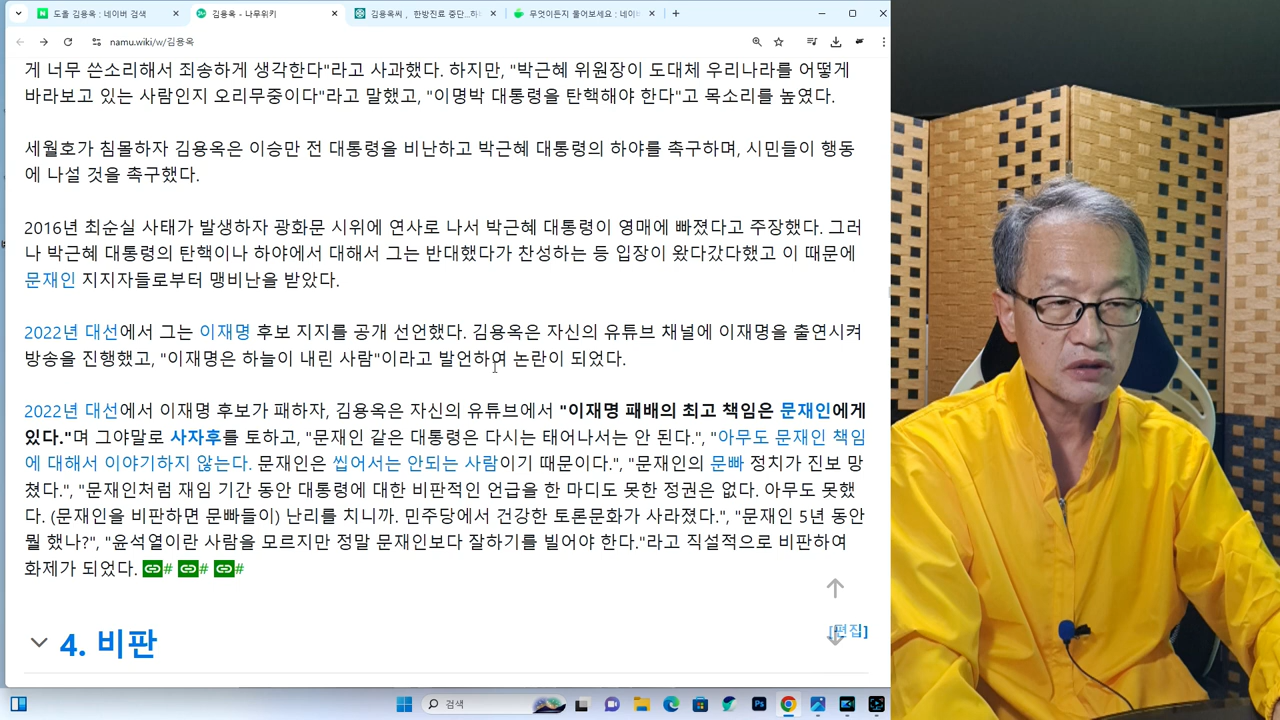 도올 김용옥 : 네이버 검색
김용옥 - 나무위키
김용옥씨 , 한방진료 중단...하
무엇이든지 물어보세요 : 네이
namu.wiki/w/김용옥
게 너무 쓴소리해서 죄송하게 생각한다"라고 사과했다. 하지만, "박근혜 위원장이 도대체 우리나라를 어떻게
바라보고 있는 사람인지 오리무중이다"라고 말했고, "이명박 대통령을 탄핵해야 한다"고 목소리를 높였다.
세월호가 침몰하자 김용옥은 이승만 전 대통령을 비난하고 박근혜 대통령의 하야를 촉구하며, 시민들이 행동
에 나설 것을 촉구했다.
2016년 최순실 사태가 발생하자 광화문 시위에 연사로 나서 박근혜 대통령이 영매에 빠졌다고 주장했다. 그러
나 박근혜 대통령의 탄핵이나 하야에서 대해서 그는 반대했다가 찬성하는 등 입장이 왔다갔다했고 이 때문에
문재인 지지자들로부터 맹비난을 받았다.
2022년 대선에서 그는 이재명 후보 지지를 공개 선언했다. 김용옥은 자신의 유튜브 채널에 이재명을 출연시켜
방송을 진행했고, "이재명은 하늘이 내린 사람"이라고 발언하여 논란이 되었다.
2022년 대선에서 이재명 후보가 패하자, 김용옥은 자신의 유튜브에서 "이재명 패배의 최고 책임은 문재인에게
있다."며 그야말로 사자후를 토하고, "문재인 같은 대통령은 다시는 태어나서는 안 된다.", "아무도 문재인 책임
에 대해서 이야기하지 않는다. 문재인은 씹어서는 안되는 사람이기 때문이다.", "문재인의 문빠 정치가 진보 망
쳤다.", "문재인처럼 재임 기간 동안 대통령에 대한 비판적인 언급을 한 마디도 못한 정권은 없다. 아무도 못했
다. (문재인을 비판하면 문빠들이) 난리를 치니까. 민주당에서 건강한 토론문화가 사라졌다.", "문재인 5년 동안
뭘 했나?", "윤석열이란 사람을 모르지만 정말 문재인보다 잘하기를 빌어야 한다."라고 직설적으로 비판하여
화제가 되었다. # # #
4. 비판
[편집]
검색